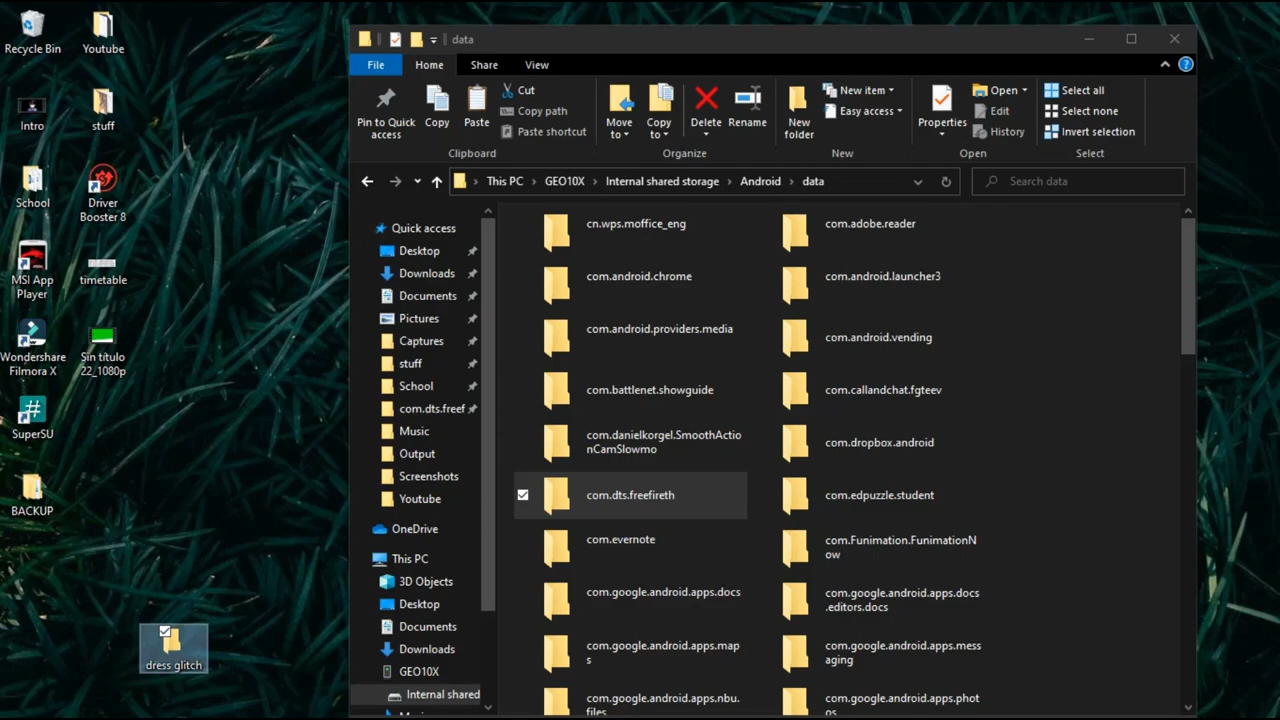 Recycle Bin
Youtube
Intro
stuff
School
Driver
Booster 8
MSI App
Player
timetable
Wondershare
Filmora X
Sin título
22_1080p
SuperSU
BACKUP
dress glitch
data
File
Home
Share
View
Pin to Quick
access
Copy
Paste
Cut
Copy path
Paste shortcut
Clipboard
Move
to
Copy
to
Delete
Rename
Organize
New
folder
New item
Easy access
New
Properties
Open
Edit
History
Open
Select all
Select none
Invert selection
Select
This PC
GEO10X
Internal shared storage
Android
data
Search data
Quick access
Desktop
Downloads
Documents
Pictures
Captures
stuff
School
com.dts.freef
Music
Output
Screenshots
Youtube
OneDrive
This PC
3D Objects
Desktop
Documents
Downloads
GEO10X
Internal shared
cn.wps.moffice_eng
com.adobe.reader
com.android.chrome
com.android.launcher3
com.android.providers.media
com.android.vending
com.battlenet.showguide
com.callandchat.fgteev
com.danielkorgel.SmoothActio
nCamSlowmo
com.dropbox.android
com.dts.freefireth
com.edpuzzle.student
com.evernote
com.Funimation.FunimationN
ow
com.google.android.apps.docs
com.google.android.apps.docs
.editors.docs
com.google.android.apps.map
s
com.google.android.apps.mess
aging
com.google.android.apps.nbu.
files
com.google.android.apps.phot
os